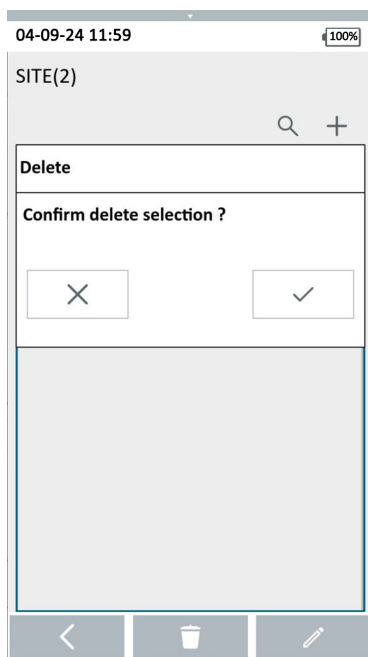 04-09-24 11:59
100%
SITE(2)
Delete
Confirm delete selection ?